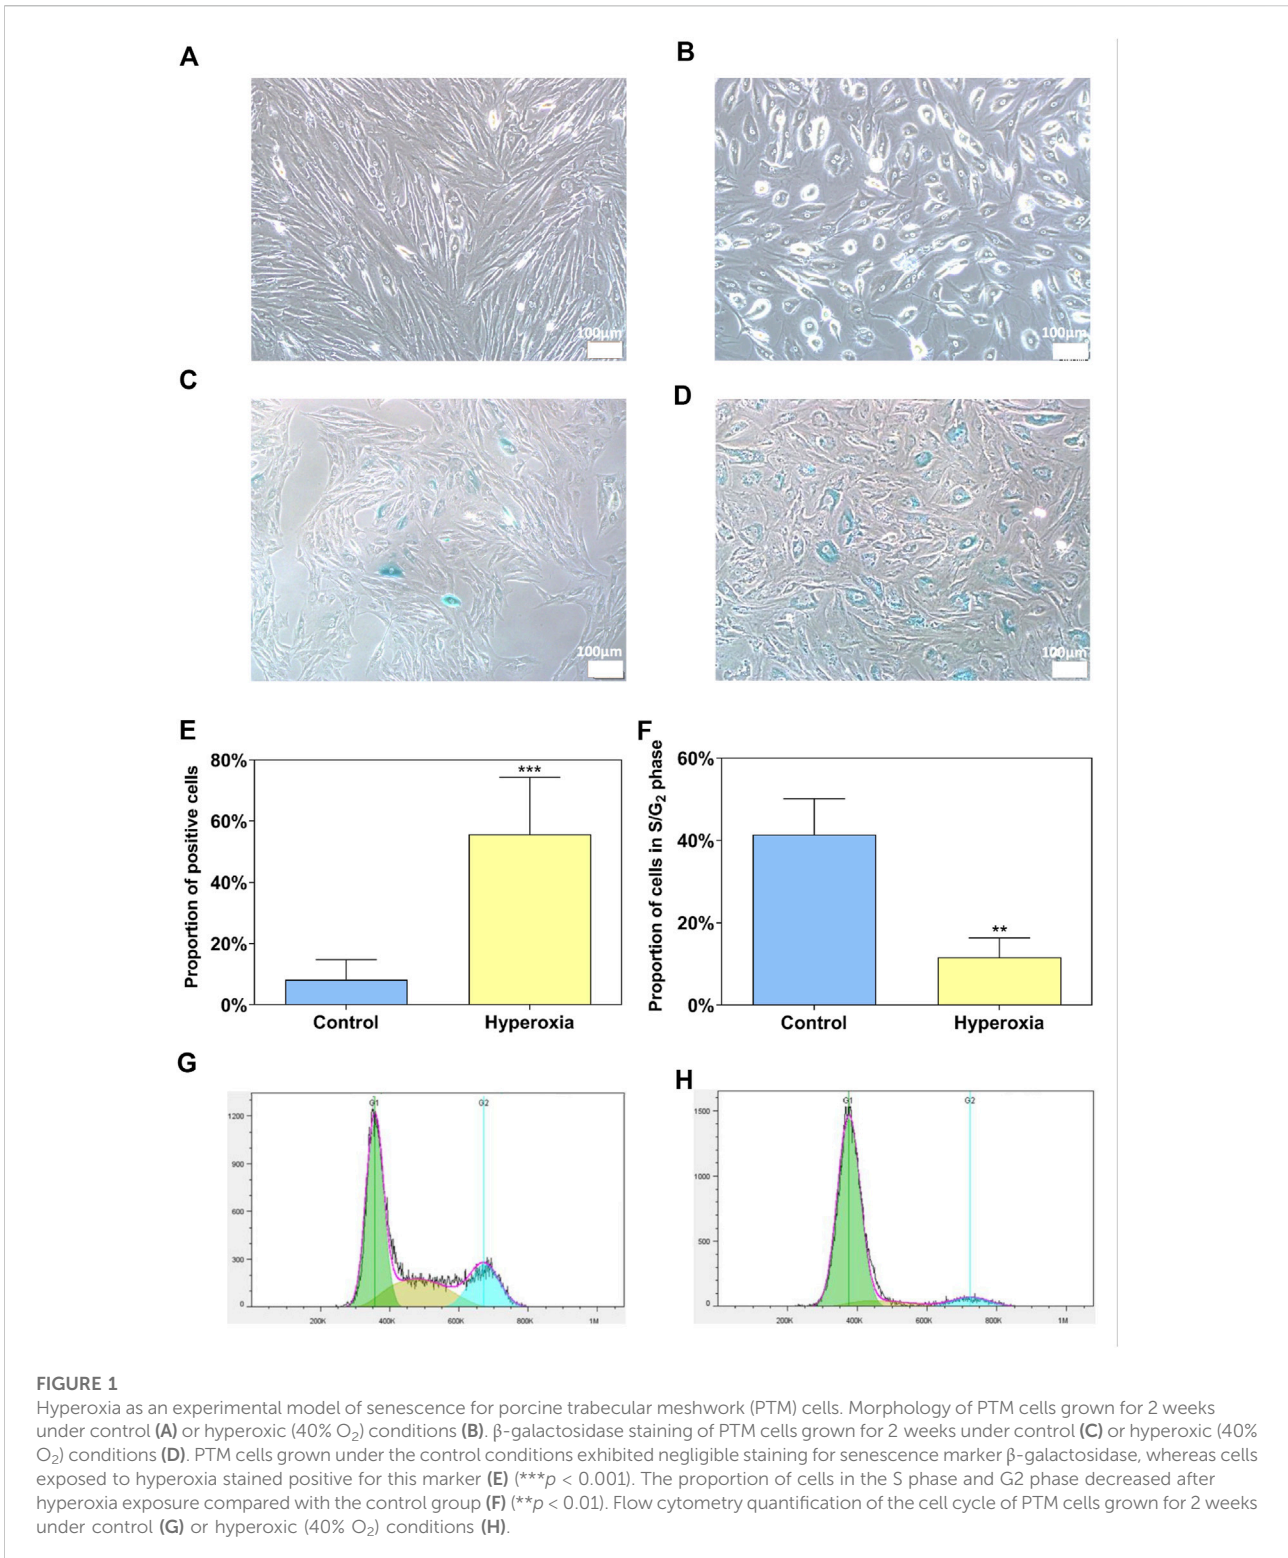 A
B
100µm
100µm
C
D
100µm
100µm
E
F
Proportion of positive cells
80%
60%
40%
20%
0%
***
Control
Hyperoxia
Proportion of cells in S/G₂ phase
60%
40%
20%
0%
**
Control
Hyperoxia
G
H
G1
G2
1200
900
600
300
0
200K
400K
600K
800K
1M
G1
G2
1500
1000
500
0
200K
400K
600K
800K
1M
FIGURE 1
Hyperoxia as an experimental model of senescence for porcine trabecular meshwork (PTM) cells. Morphology of PTM cells grown for 2 weeks
under control (A) or hyperoxic (40% O₂) conditions (B). β-galactosidase staining of PTM cells grown for 2 weeks under control (C) or hyperoxic (40%
O₂) conditions (D). PTM cells grown under the control conditions exhibited negligible staining for senescence marker β-galactosidase, whereas cells
exposed to hyperoxia stained positive for this marker (E) (***p < 0.001). The proportion of cells in the S phase and G2 phase decreased after
hyperoxia exposure compared with the control group (F) (**p < 0.01). Flow cytometry quantification of the cell cycle of PTM cells grown for 2 weeks
under control (G) or hyperoxic (40% O₂) conditions (H).